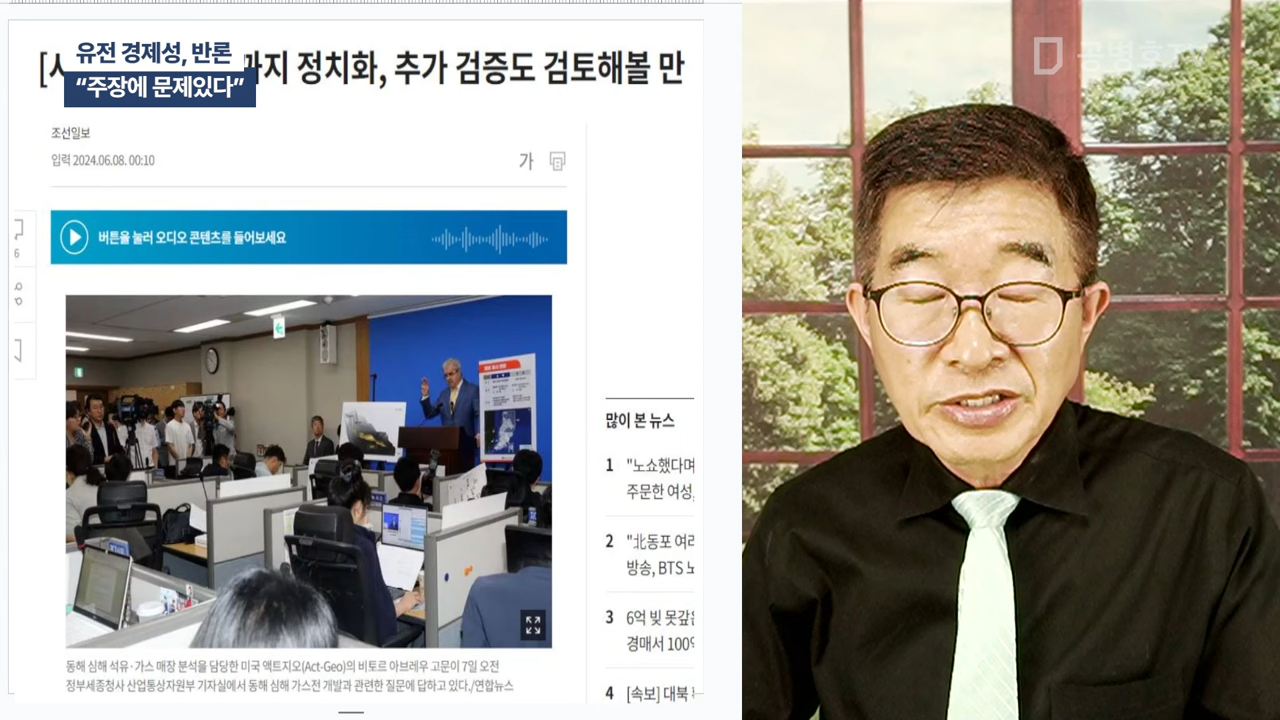 유전 경제성, 반론
“주장에 문제있다”
까지 정치화, 추가 검증도 검토해볼 만
조선일보
입력 2024.06.08. 00:10
가
버튼을 눌러 오디오 콘텐츠를 들어보세요
6
동해 심해 석유·가스 매장 분석을 담당한 미국 액트지오(Act-Geo)의 비토르 아브레우 고문이 7일 오전
정부세종청사 산업통상자원부 기자실에서 동해 심해 가스전 개발과 관련한 질문에 답하고 있다./연합뉴스
많이 본 뉴스
1 "노쇼했다며
주문한 여성,
2 "北동포 여러
방송, BTS 노
3 6억 빚 못갚은
경매서 100%
4 [속보] 대북
공병호